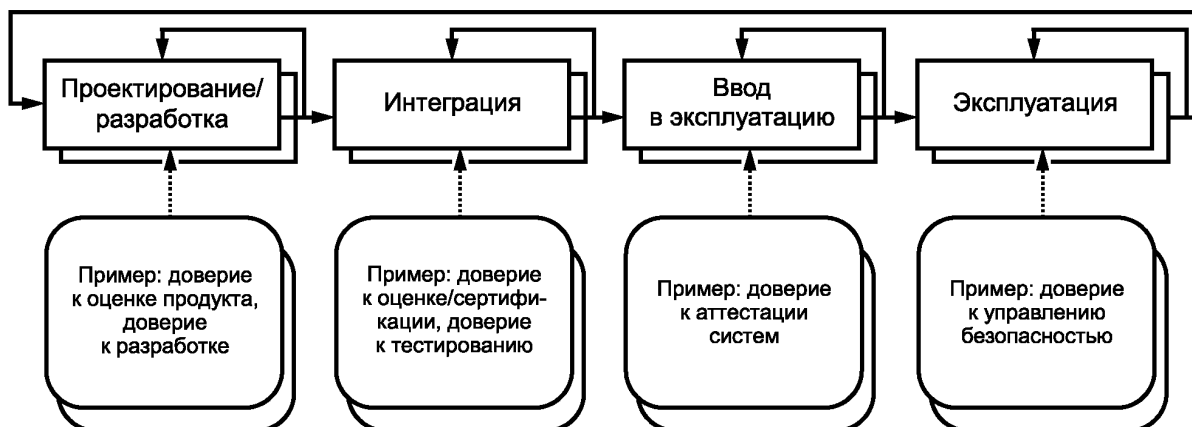 Проектирование/
разработка
Интеграция
Ввод
в эксплуатацию
Эксплуатация
Пример: доверие
к оценке продукта,
доверие
к разработке
Пример: доверие
к оценке/сертифи-
кации, доверие
к тестированию
Пример: доверие
к аттестации
систем
Пример: доверие
к управлению
безопасностью